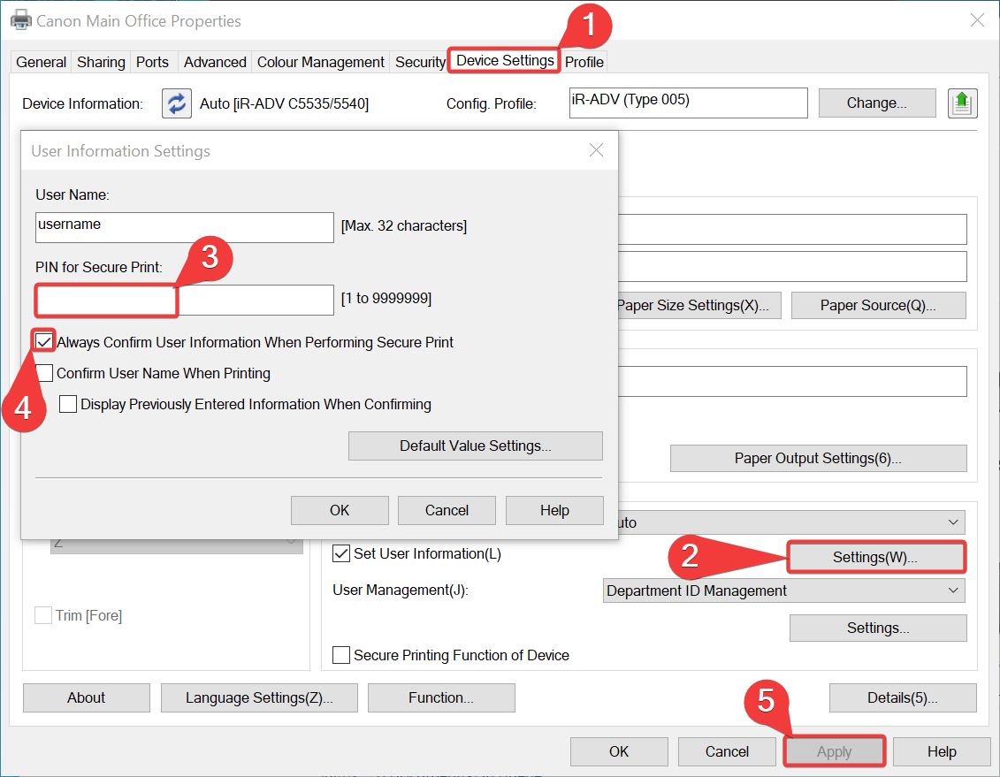 Canon Main Office Properties
1
General Sharing Ports Advanced Colour Management Security Device Settings Profile
Device Information: Auto [iR-ADV C5535/5540] Config. Profile: iR-ADV (Type 005) Change...
User Information Settings
User Name:
username [Max. 32 characters]
3
PIN for Secure Print:
[1 to 9999999]
Paper Size Settings(X)... Paper Source(Q)...
Always Confirm User Information When Performing Secure Print
Confirm User Name When Printing
4
Display Previously Entered Information When Confirming
Default Value Settings...
Paper Output Settings(6)...
OK Cancel Help
uto
Z
Set User Information(L) 2 Settings(W)...
User Management(J): Department ID Management
Trim [Fore]
Settings...
Secure Printing Function of Device
About Language Settings(Z)... Function... Details(5)...
5
OK Cancel Apply Help